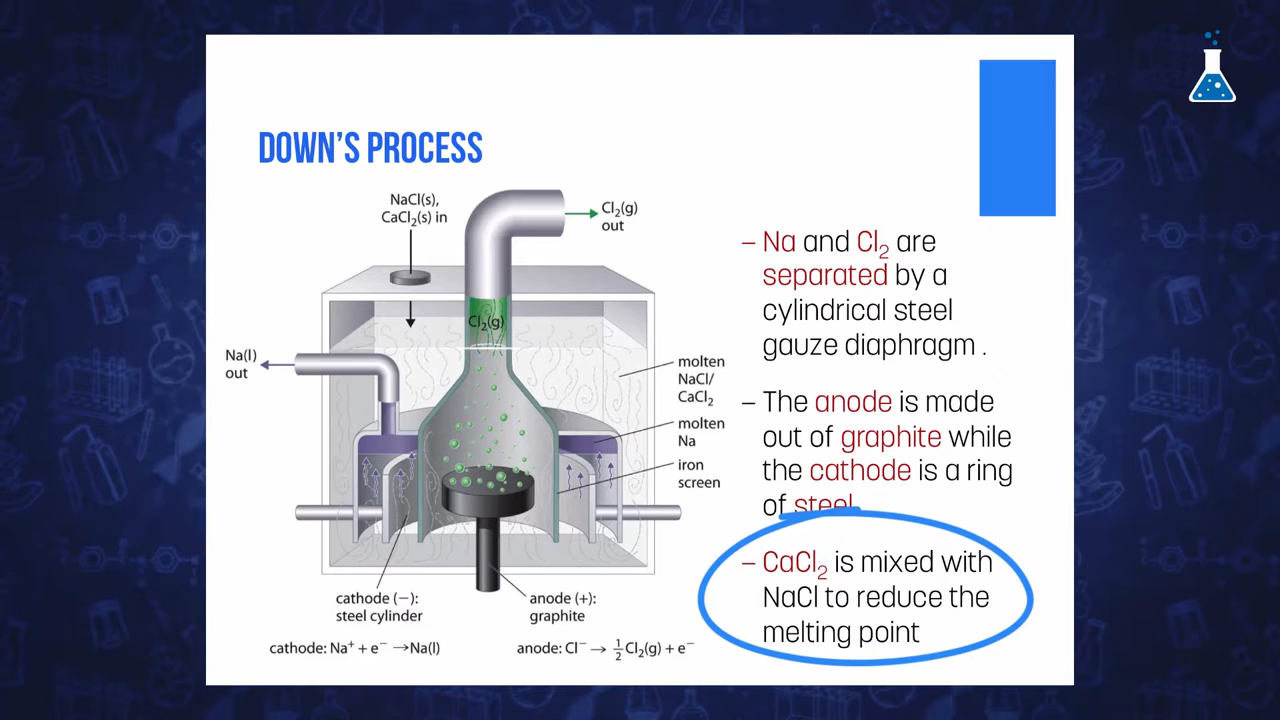 DOWN'S PROCESS
NaCl(s),
CaCl₂(s) in
Cl₂(g)
out
Cl₂(g)
Na(l)
out
molten
NaCl/
CaCl₂
molten
Na
iron
screen
cathode (−):
steel cylinder
anode (+):
graphite
cathode: Na⁺ + e⁻ → Na(l)
anode: Cl⁻ → ½Cl₂(g) + e⁻
– Na and Cl₂ are
separated by a
cylindrical steel
gauze diaphragm .
– The anode is made
out of graphite while
the cathode is a ring
of steel
– CaCl₂ is mixed with
NaCl to reduce the
melting point